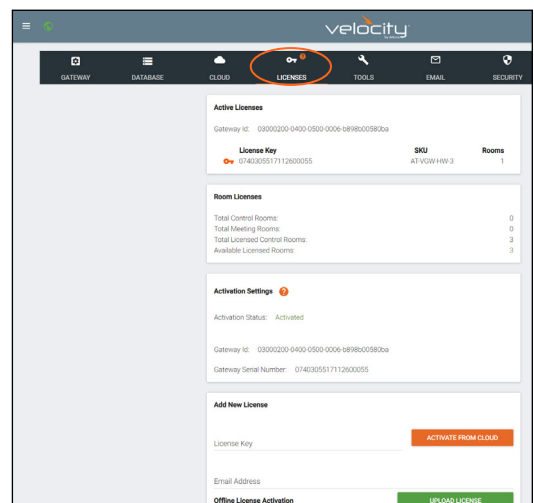 velocity
by Atlona
GATEWAY DATABASE CLOUD LICENSES TOOLS EMAIL SECURITY
Active Licenses
Gateway Id: 03000200-0400-0500-0006-b898b00580ba
License Key SKU Rooms
0740305517112600055 AT-VGW-HW-3 1
Room Licenses
Total Control Rooms: 0
Total Meeting Rooms: 0
Total Licensed Control Rooms: 3
Available Licensed Rooms: 3
Activation Settings ?
Activation Status: Activated
Gateway Id: 03000200-0400-0500-0006-b898b00580ba
Gateway Serial Number: 0740305517112600055
Add New License
License Key ACTIVATE FROM CLOUD
Email Address
Offline License Activation UPLOAD LICENSE